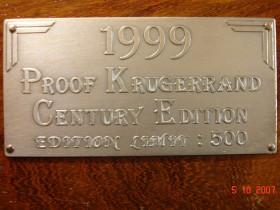 1999
PROOF KRUGERRAND
CENTURY EDITION
EDITION LIMIT : 500
5 10 2007